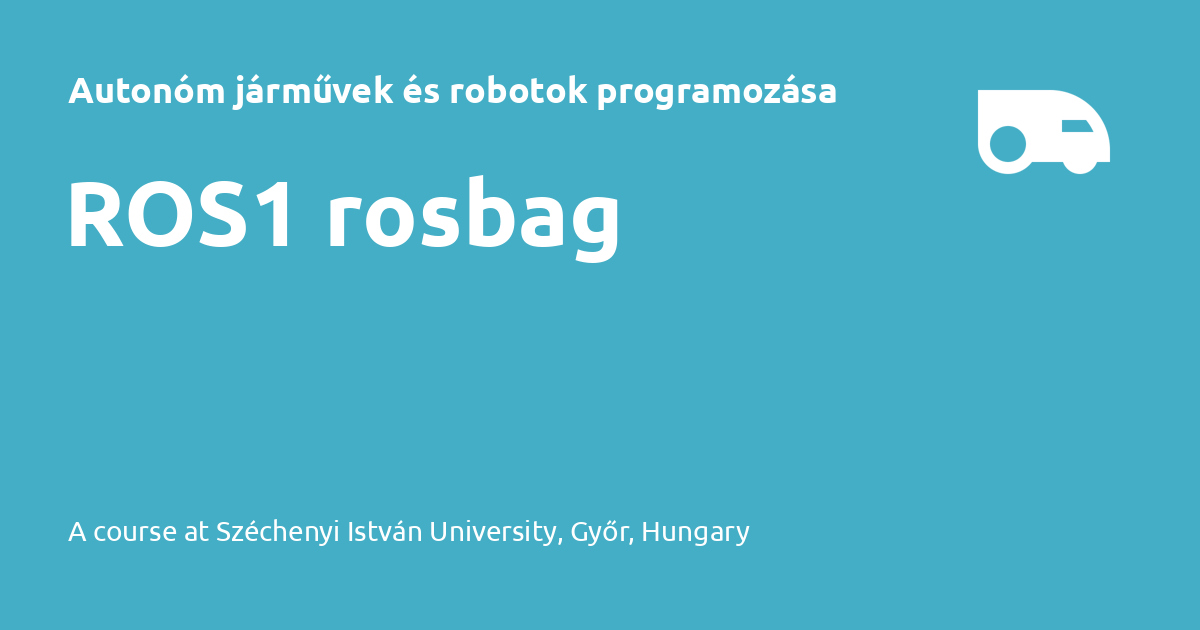 Autonóm járművek és robotok programozása
ROS1 rosbag
A course at Széchenyi István University, Győr, Hungary